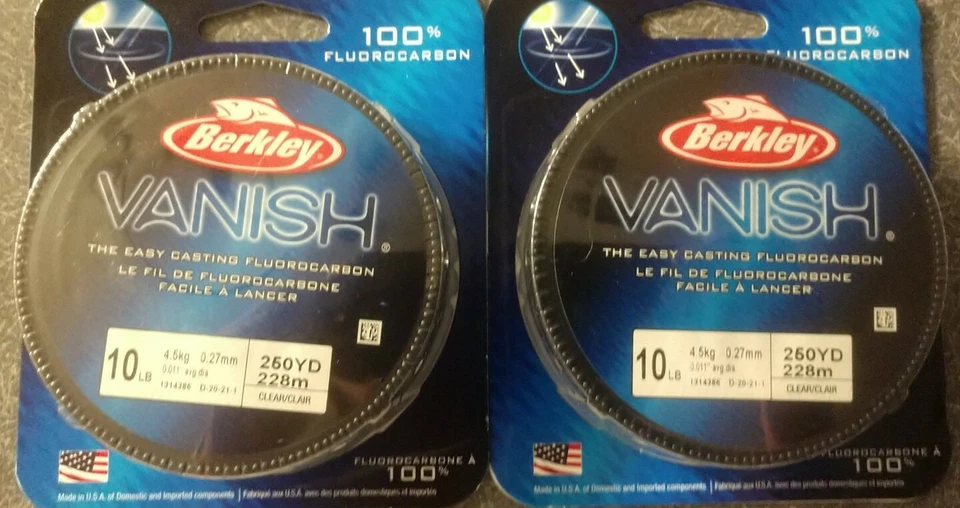 100%
FLUOROCARBON
Berkley
VANISH®
THE EASY CASTING FLUOROCARBON
LE FIL DE FLUOROCARBONE
FACILE À LANCER
10 LB
4.5kg 0.27mm
0.011" avg.dia
1314386 D-20-21-1
250YD
228m
CLEAR/CLAIR
FLUOROCARBONE À
100%
Made in U.S.A. of Domestic and Imported components | Fabriqué aux U.S.A. avec des produits domestiques et importés
100%
FLUOROCARBON
Berkley
VANISH®
THE EASY CASTING FLUOROCARBON
LE FIL DE FLUOROCARBONE
FACILE À LANCER
10 LB
4.5kg 0.27mm
0.011" avg.dia
1314386 D-20-21-1
250YD
228m
CLEAR/CLAIR
FLUOROCARBONE À
100%
Made in U.S.A. of Domestic and Imported components | Fabriqué aux U.S.A. avec des produits domestiques et importés